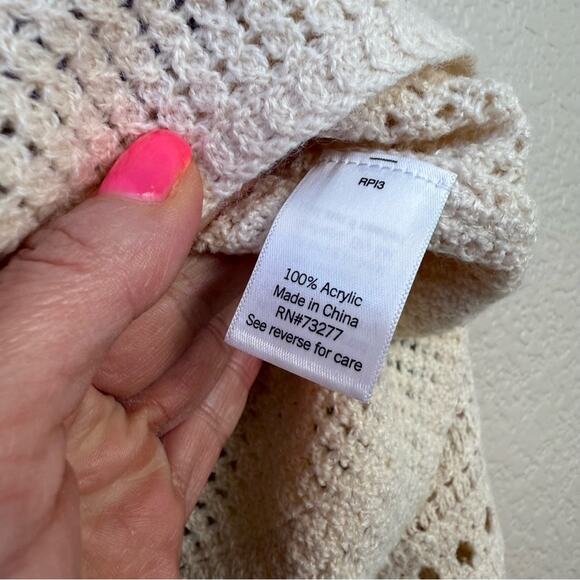 RPI3
100% Acrylic
Made in China
RN#73277
See reverse for care